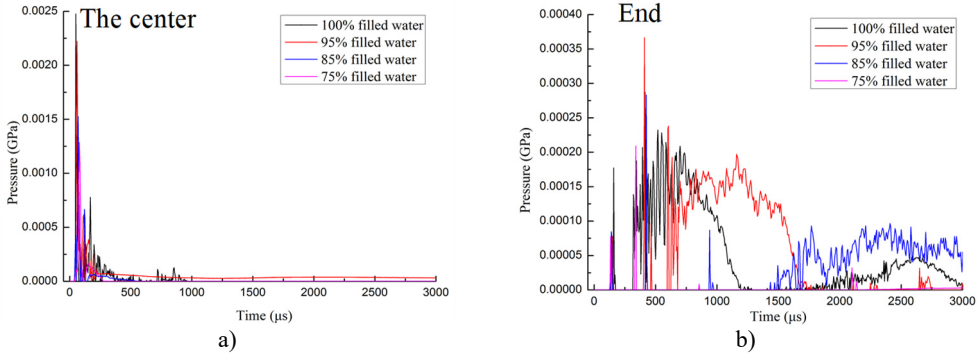 The center
100% filled water
95% filled water
85% filled water
75% filled water
Pressure (GPa)
0.0025
0.0020
0.0015
0.0010
0.0005
0.0000
0 500 1000 1500 2000 2500 3000
Time (μs)
a)
End
100% filled water
95% filled water
85% filled water
75% filled water
Pressure (GPa)
0.00040
0.00035
0.00030
0.00025
0.00020
0.00015
0.00010
0.00005
0.00000
0 500 1000 1500 2000 2500 3000
Time (μs)
b)